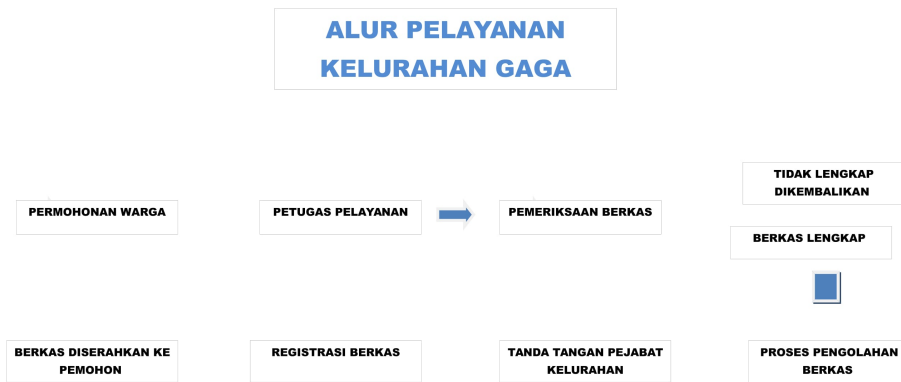 ALUR PELAYANAN
KELURAHAN GAGA
PERMOHONAN WARGA
PETUGAS PELAYANAN
PEMERIKSAAN BERKAS
TIDAK LENGKAP
DIKEMBALIKAN
BERKAS LENGKAP
BERKAS DISERAHKAN KE
PEMOHON
REGISTRASI BERKAS
TANDA TANGAN PEJABAT
KELURAHAN
PROSES PENGOLAHAN
BERKAS